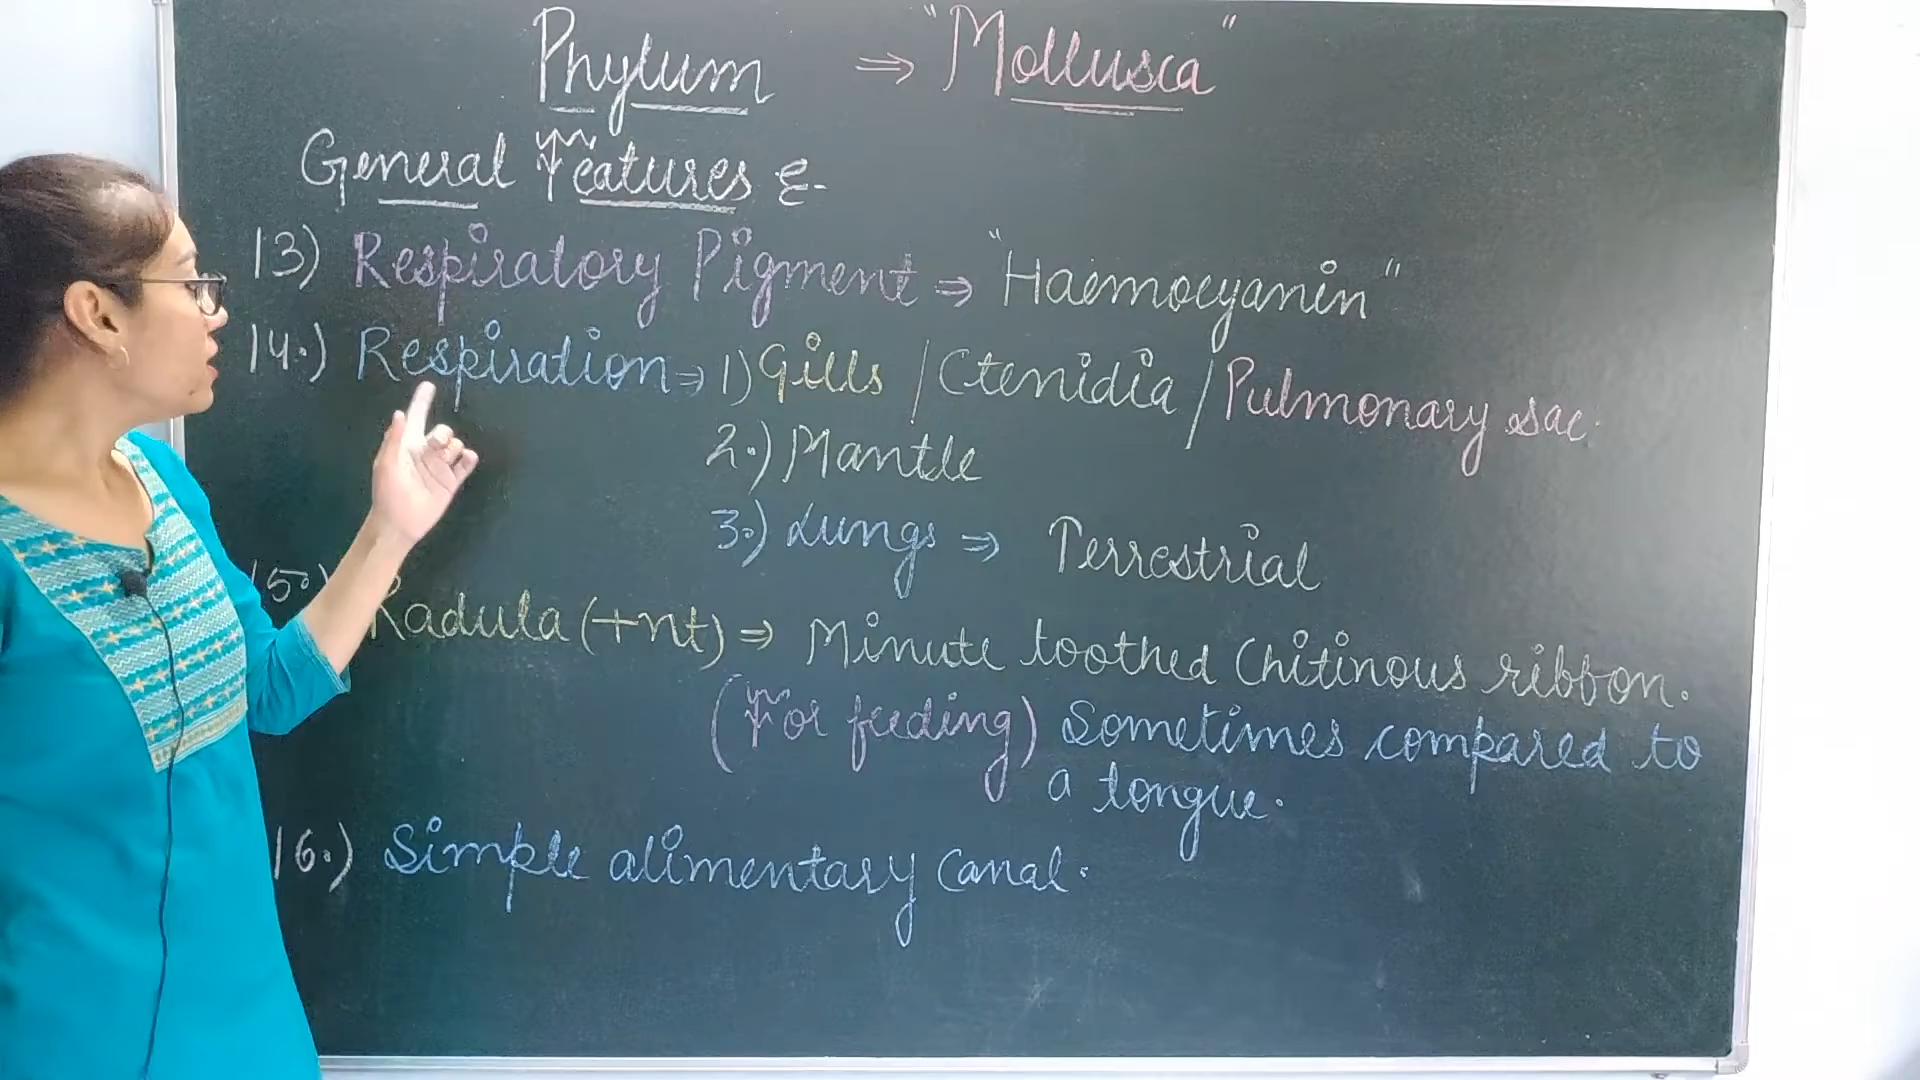 Phylum ⇒ "Mollusca"
General Features :-
13) Respiratory Pigment ⇒ "Haemocyanin"
14.) Respiration ⇒ 1) Gills / Ctenidia / Pulmonary sac.
2.) Mantle
3.) Lungs ⇒ Terrestrial
15.) Radula (+nt) ⇒ Minute toothed Chitinous ribbon.
(For feeding) Sometimes compared to
a tongue.
16.) Simple alimentary canal.